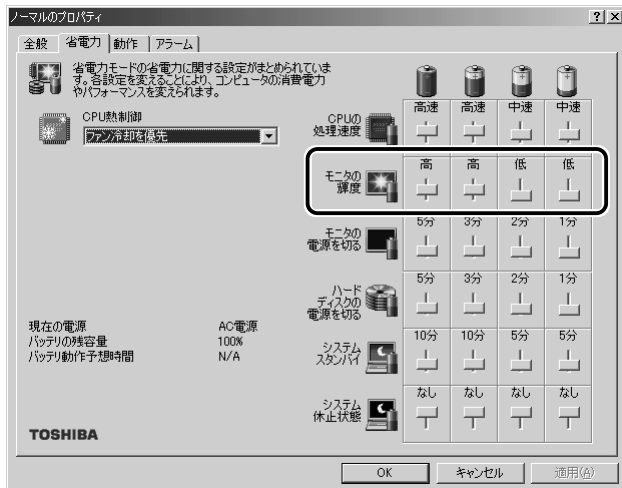 ノーマルのプロパティ
? ×
全般 省電力 動作 アラーム
省電力モードの省電力に関する設定がまとめられていま
す。各設定を変えることにより、コンピュータの消費電力
やパフォーマンスを変えられます。
CPU熱制御
ファン冷却を優先
CPUの
処理速度
高速 高速 中速 中速
モニタの
輝度
高 高 低 低
モニタの
電源を切る
5分 3分 2分 1分
ハード
ディスクの
電源を切る
5分 3分 2分 1分
システム
スタンバイ
10分 10分 5分 5分
システム
休止状態
なし なし なし なし
現在の電源 AC電源
バッテリの残容量 100%
バッテリ動作予想時間 N/A
TOSHIBA
OK キャンセル 適用(A)